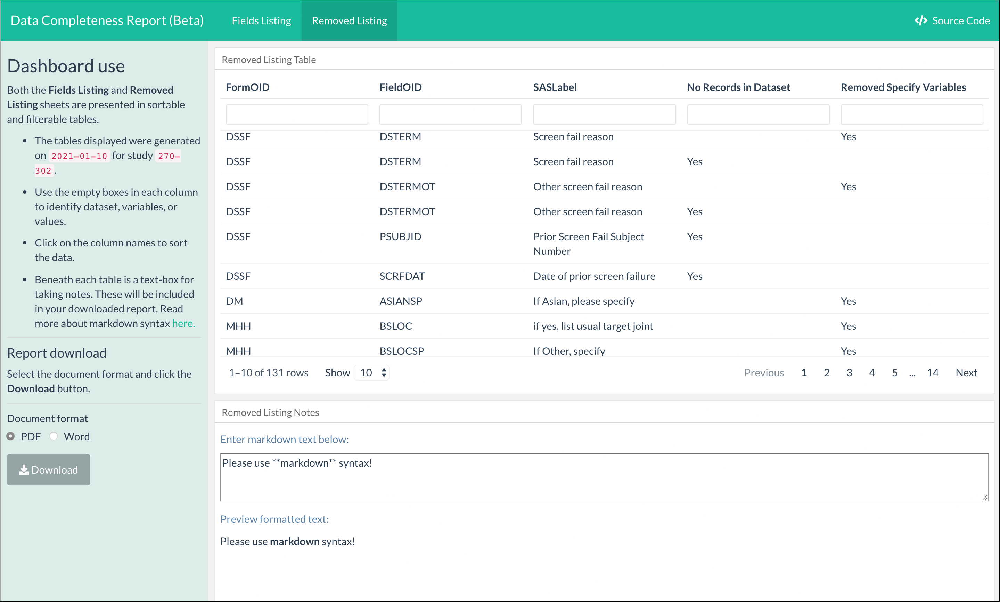 Data Completeness Report (Beta)
Fields Listing
Removed Listing
Source Code
Dashboard use
Both the Fields Listing and Removed
Listing sheets are presented in sortable
and filterable tables.
The tables displayed were generated
on 2021-01-10 for study 270-
302.
Use the empty boxes in each column
to identify dataset, variables, or
values.
Click on the column names to sort
the data.
Beneath each table is a text-box for
taking notes. These will be included
in your downloaded report. Read
more about markdown syntax here.
Report download
Select the document format and click the
Download button.
Document format
PDF Word
Download
Removed Listing Table
FormOID FieldOID SASLabel No Records in Dataset Removed Specify Variables
DSSF DSTERM Screen fail reason Yes
DSSF DSTERM Screen fail reason Yes
DSSF DSTERMOT Other screen fail reason Yes
DSSF DSTERMOT Other screen fail reason Yes
DSSF PSUBJID Prior Screen Fail Subject Yes
Number
DSSF SCRFDAT Date of prior screen failure Yes
DM ASIANSP If Asian, please specify Yes
MHH BSLOC if yes, list usual target joint Yes
MHH BSLOCSP If Other, specify Yes
1–10 of 131 rows Show 10 Previous 1 2 3 4 5 ... 14 Next
Removed Listing Notes
Enter markdown text below:
Please use **markdown** syntax!
Preview formatted text:
Please use markdown syntax!